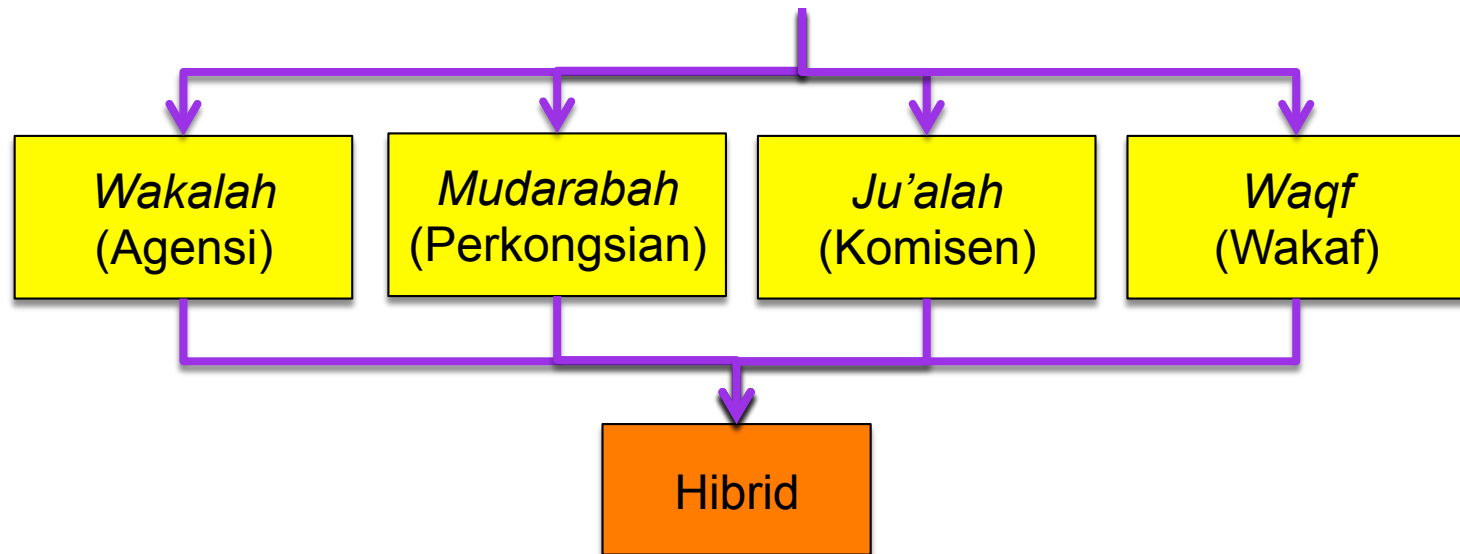 Wakalah
(Agensi)
Mudarabah
(Perkongsian)
Ju’alah
(Komisen)
Waqf
(Wakaf)
Hibrid